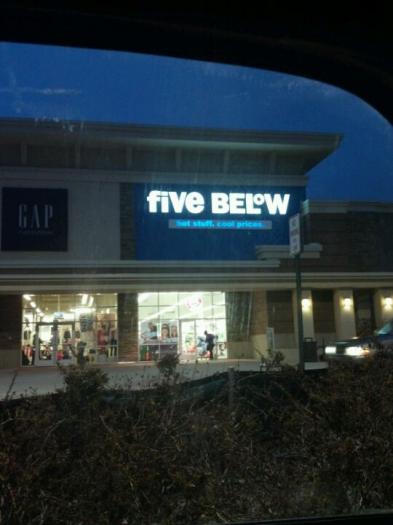 GAP
five BELOW
hot stuff. cool prices.